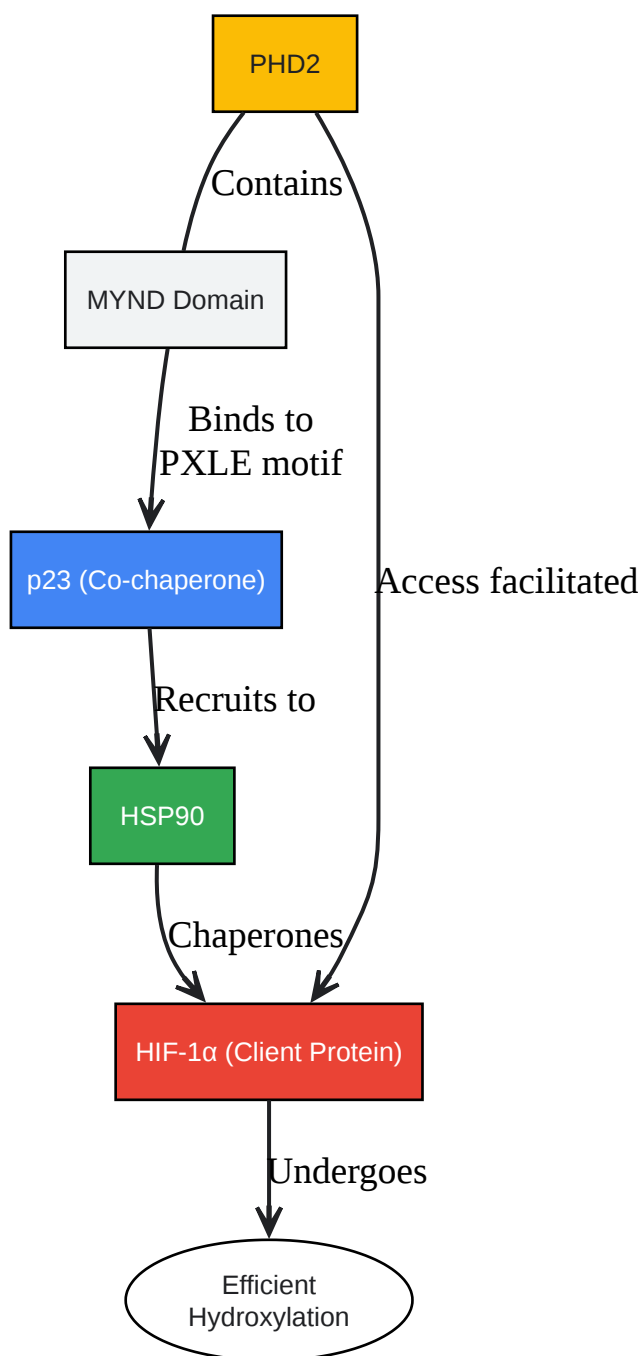 PHD2
Contains
MYND Domain
Binds to
PXLE motif
p23 (Co-chaperone)
Access facilitated
Recruits to
HSP90
Chaperones
HIF-1α (Client Protein)
Undergoes
Efficient
Hydroxylation